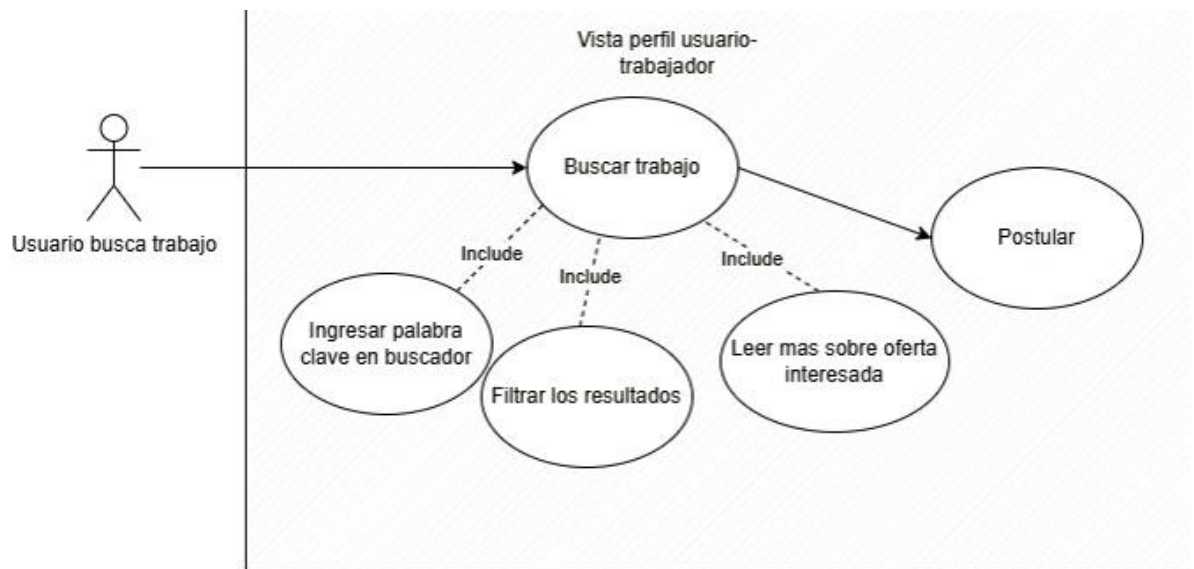 Vista perfil usuario-
trabajador
Buscar trabajo
Postular
Usuario busca trabajo
Include
Include
Include
Ingresar palabra
clave en buscador
Filtrar los resultados
Leer mas sobre oferta
interesada